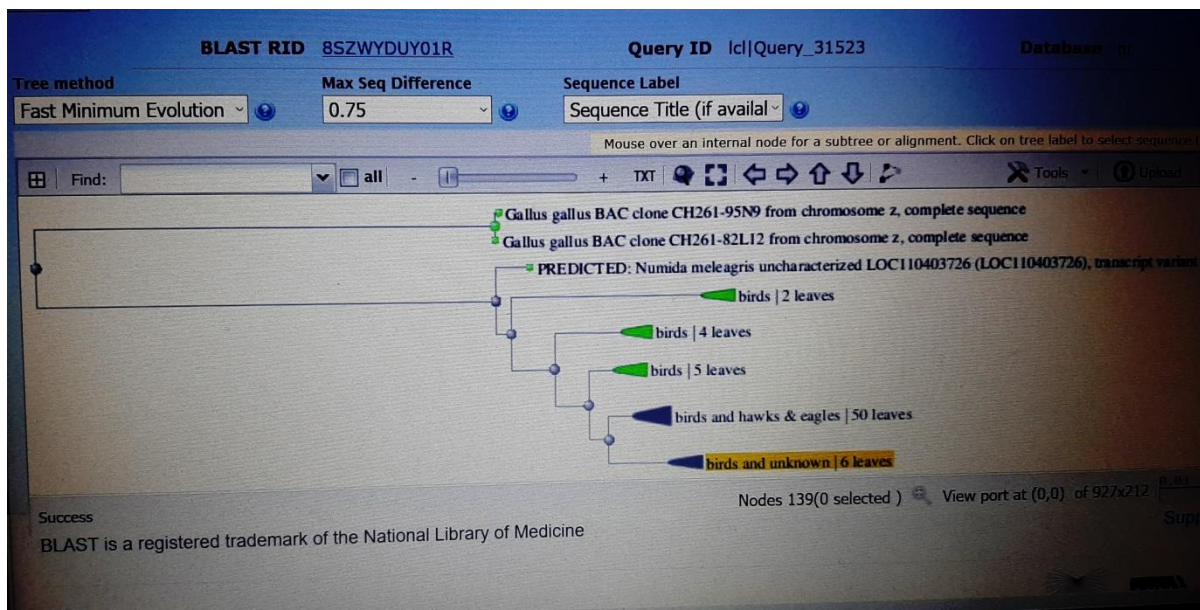 BLAST RID 8SZWYDUY01R Query ID lcl|Query_31523 Database nr
Tree method Max Seq Difference Sequence Label
Fast Minimum Evolution 0.75 Sequence Title (if availal
Mouse over an internal node for a subtree or alignment. Click on tree label to select sequence
Find: all - + TXT Tools Upload
Gallus gallus BAC clone CH261-95N9 from chromosome z, complete sequence
Gallus gallus BAC clone CH261-82L12 from chromosome z, complete sequence
PREDICTED: Numida meleagris uncharacterized LOC110403726 (LOC110403726), transcript variant
birds | 2 leaves
birds | 4 leaves
birds | 5 leaves
birds and hawks & eagles | 50 leaves
birds and unknown | 6 leaves
Nodes 139(0 selected ) View port at (0,0) of 927x212
Success
BLAST is a registered trademark of the National Library of Medicine